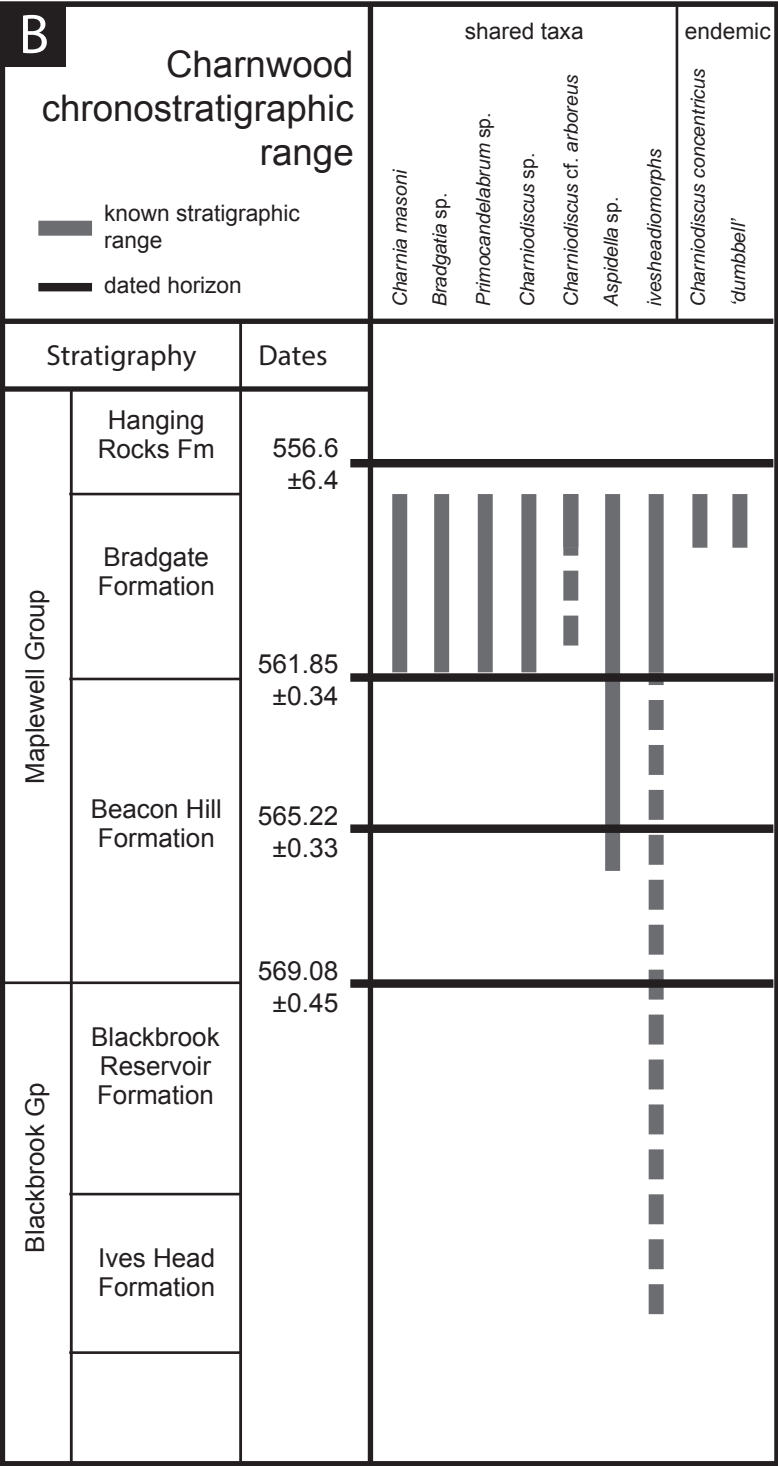 B
Charnwood
chronostratigraphic
range
known stratigraphic
range
dated horizon
shared taxa
endemic
Charnia masoni
Bradgatia sp.
Primocandelabrum sp.
Charniodiscus sp.
Charniodiscus cf. arboreus
Aspidella sp.
ivesheadiomorphs
Charniodiscus concentricus
‘dumbbell’
Stratigraphy
Dates
Maplewell Group
Hanging
Rocks Fm
556.6
±6.4
Bradgate
Formation
561.85
±0.34
Beacon Hill
Formation
565.22
±0.33
569.08
±0.45
Blackbrook Gp
Blackbrook
Reservoir
Formation
Ives Head
Formation